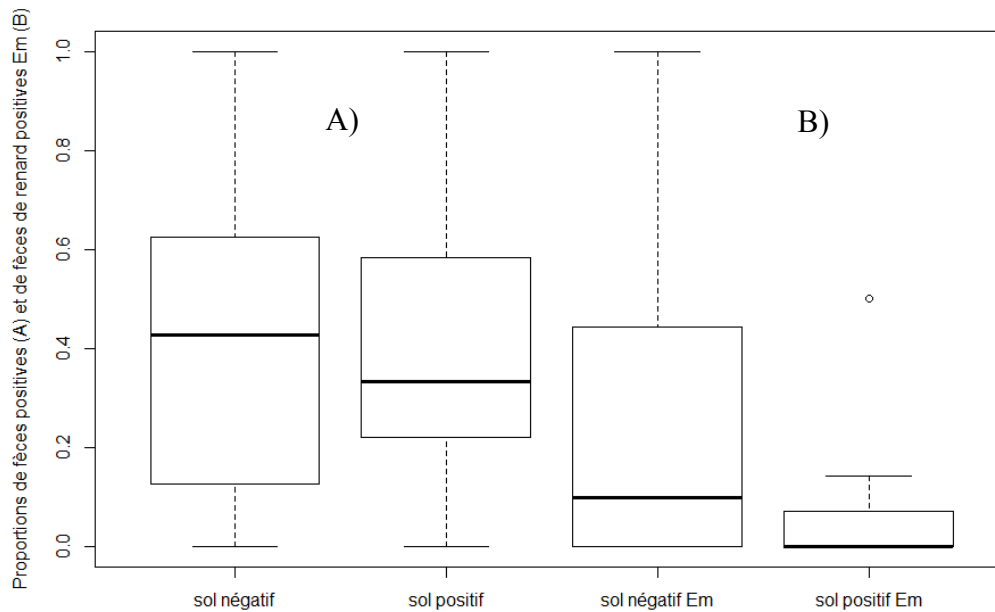 Proportions de fèces positives (A) et de fèces de renard positives Em (B)
1.0
0.8
0.6
0.4
0.2
0.0
A)
B)
sol négatif
sol positif
sol négatif Em
sol positif Em